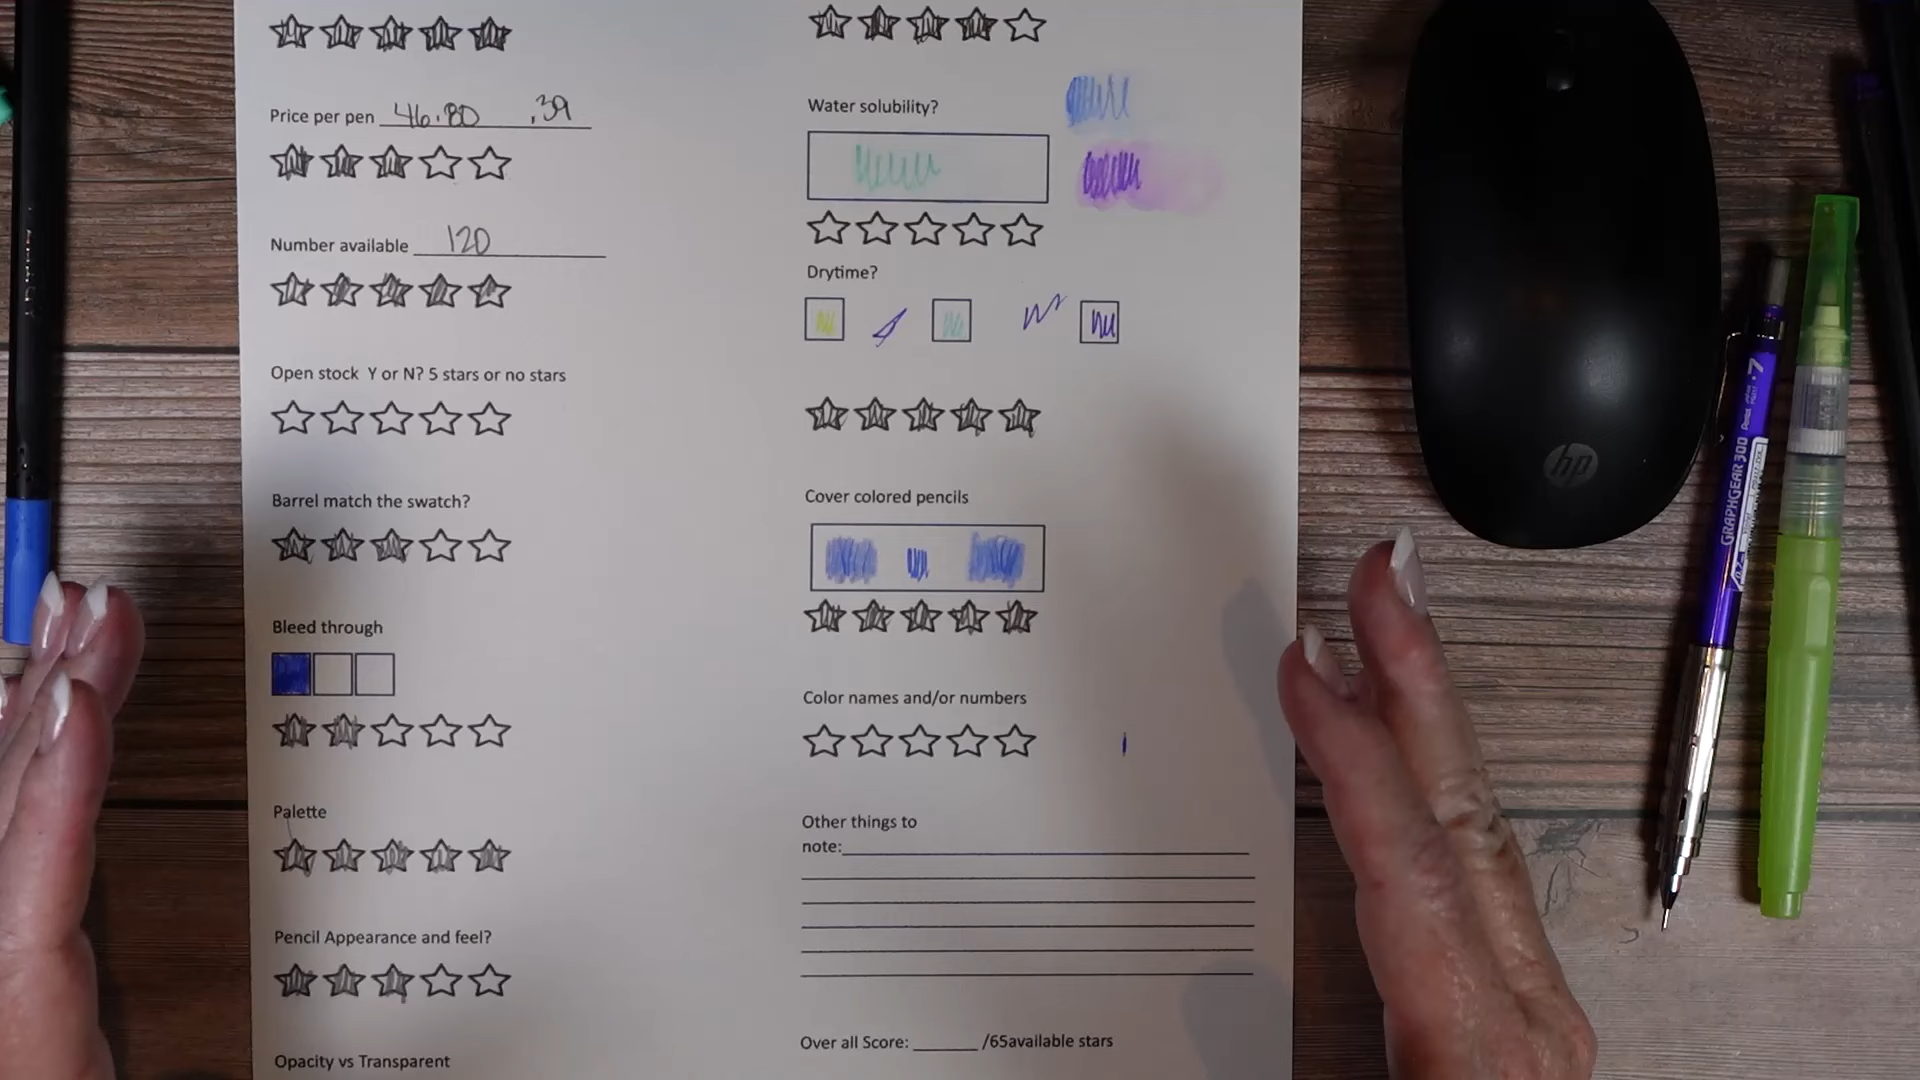 Price per pen 46.80 .39
Number available 120
Open stock Y or N? 5 stars or no stars
Barrel match the swatch?
Bleed through
Palette
Pencil Appearance and feel?
Opacity vs Transparent
Water solubility?
Drytime?
Cover colored pencils
Color names and/or numbers
Other things to
note:
Over all Score: /65available stars
hp
GRAPHGEAR 300
.7
Pentel